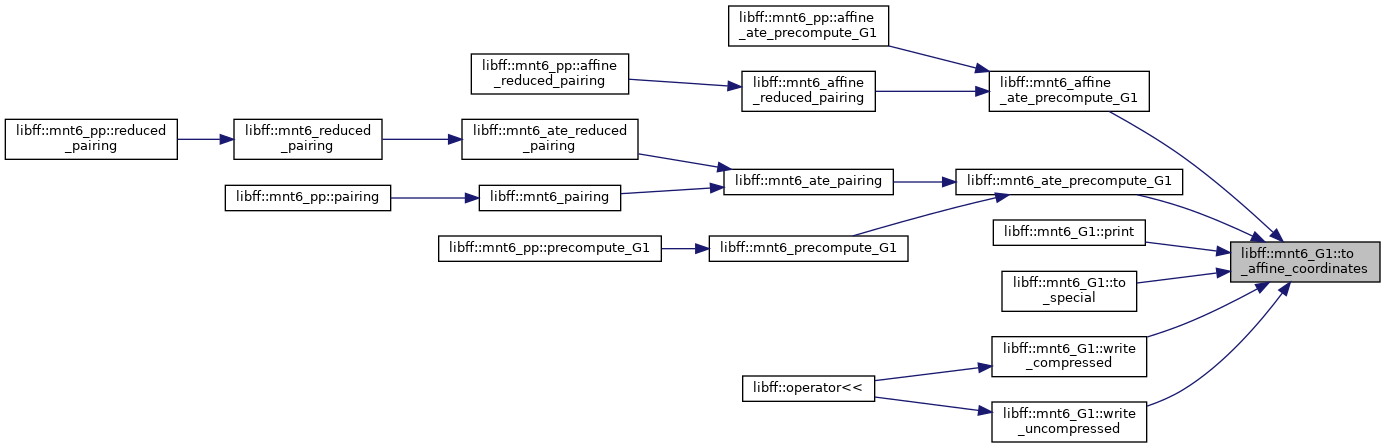 libff::mnt6_pp::affine
_ate_precompute_G1
libff::mnt6_pp::affine
_reduced_pairing
libff::mnt6_affine
_reduced_pairing
libff::mnt6_affine
_ate_precompute_G1
libff::mnt6_pp::reduced
_pairing
libff::mnt6_reduced
_pairing
libff::mnt6_ate_reduced
_pairing
libff::mnt6_ate_pairing
libff::mnt6_ate_precompute_G1
libff::mnt6_pp::pairing
libff::mnt6_pairing
libff::mnt6_G1::print
libff::mnt6_pp::precompute_G1
libff::mnt6_precompute_G1
libff::mnt6_G1::to
_affine_coordinates
libff::mnt6_G1::to
_special
libff::mnt6_G1::write
_compressed
libff::operator<<
libff::mnt6_G1::write
_uncompressed